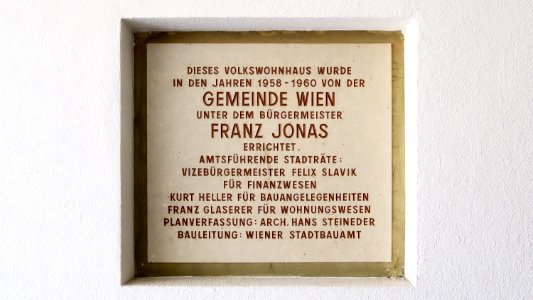 DIESES VOLKSWOHNHAUS WURDE
IN DEN JAHREN 1958-1960 VON DER
GEMEINDE WIEN
UNTER DEM BÜRGERMEISTER
FRANZ JONAS
ERRICHTET.
AMTSFÜHRENDE STADTRÄTE:
VIZEBÜRGERMEISTER FELIX SLAVIK
FÜR FINANZWESEN
KURT HELLER FÜR BAUANGELEGENHEITEN
FRANZ GLASERER FÜR WOHNUNGSWESEN
PLANVERFASSUNG: ARCH. HANS STEINEDER
BAULEITUNG: WIENER STADTBAUAMT